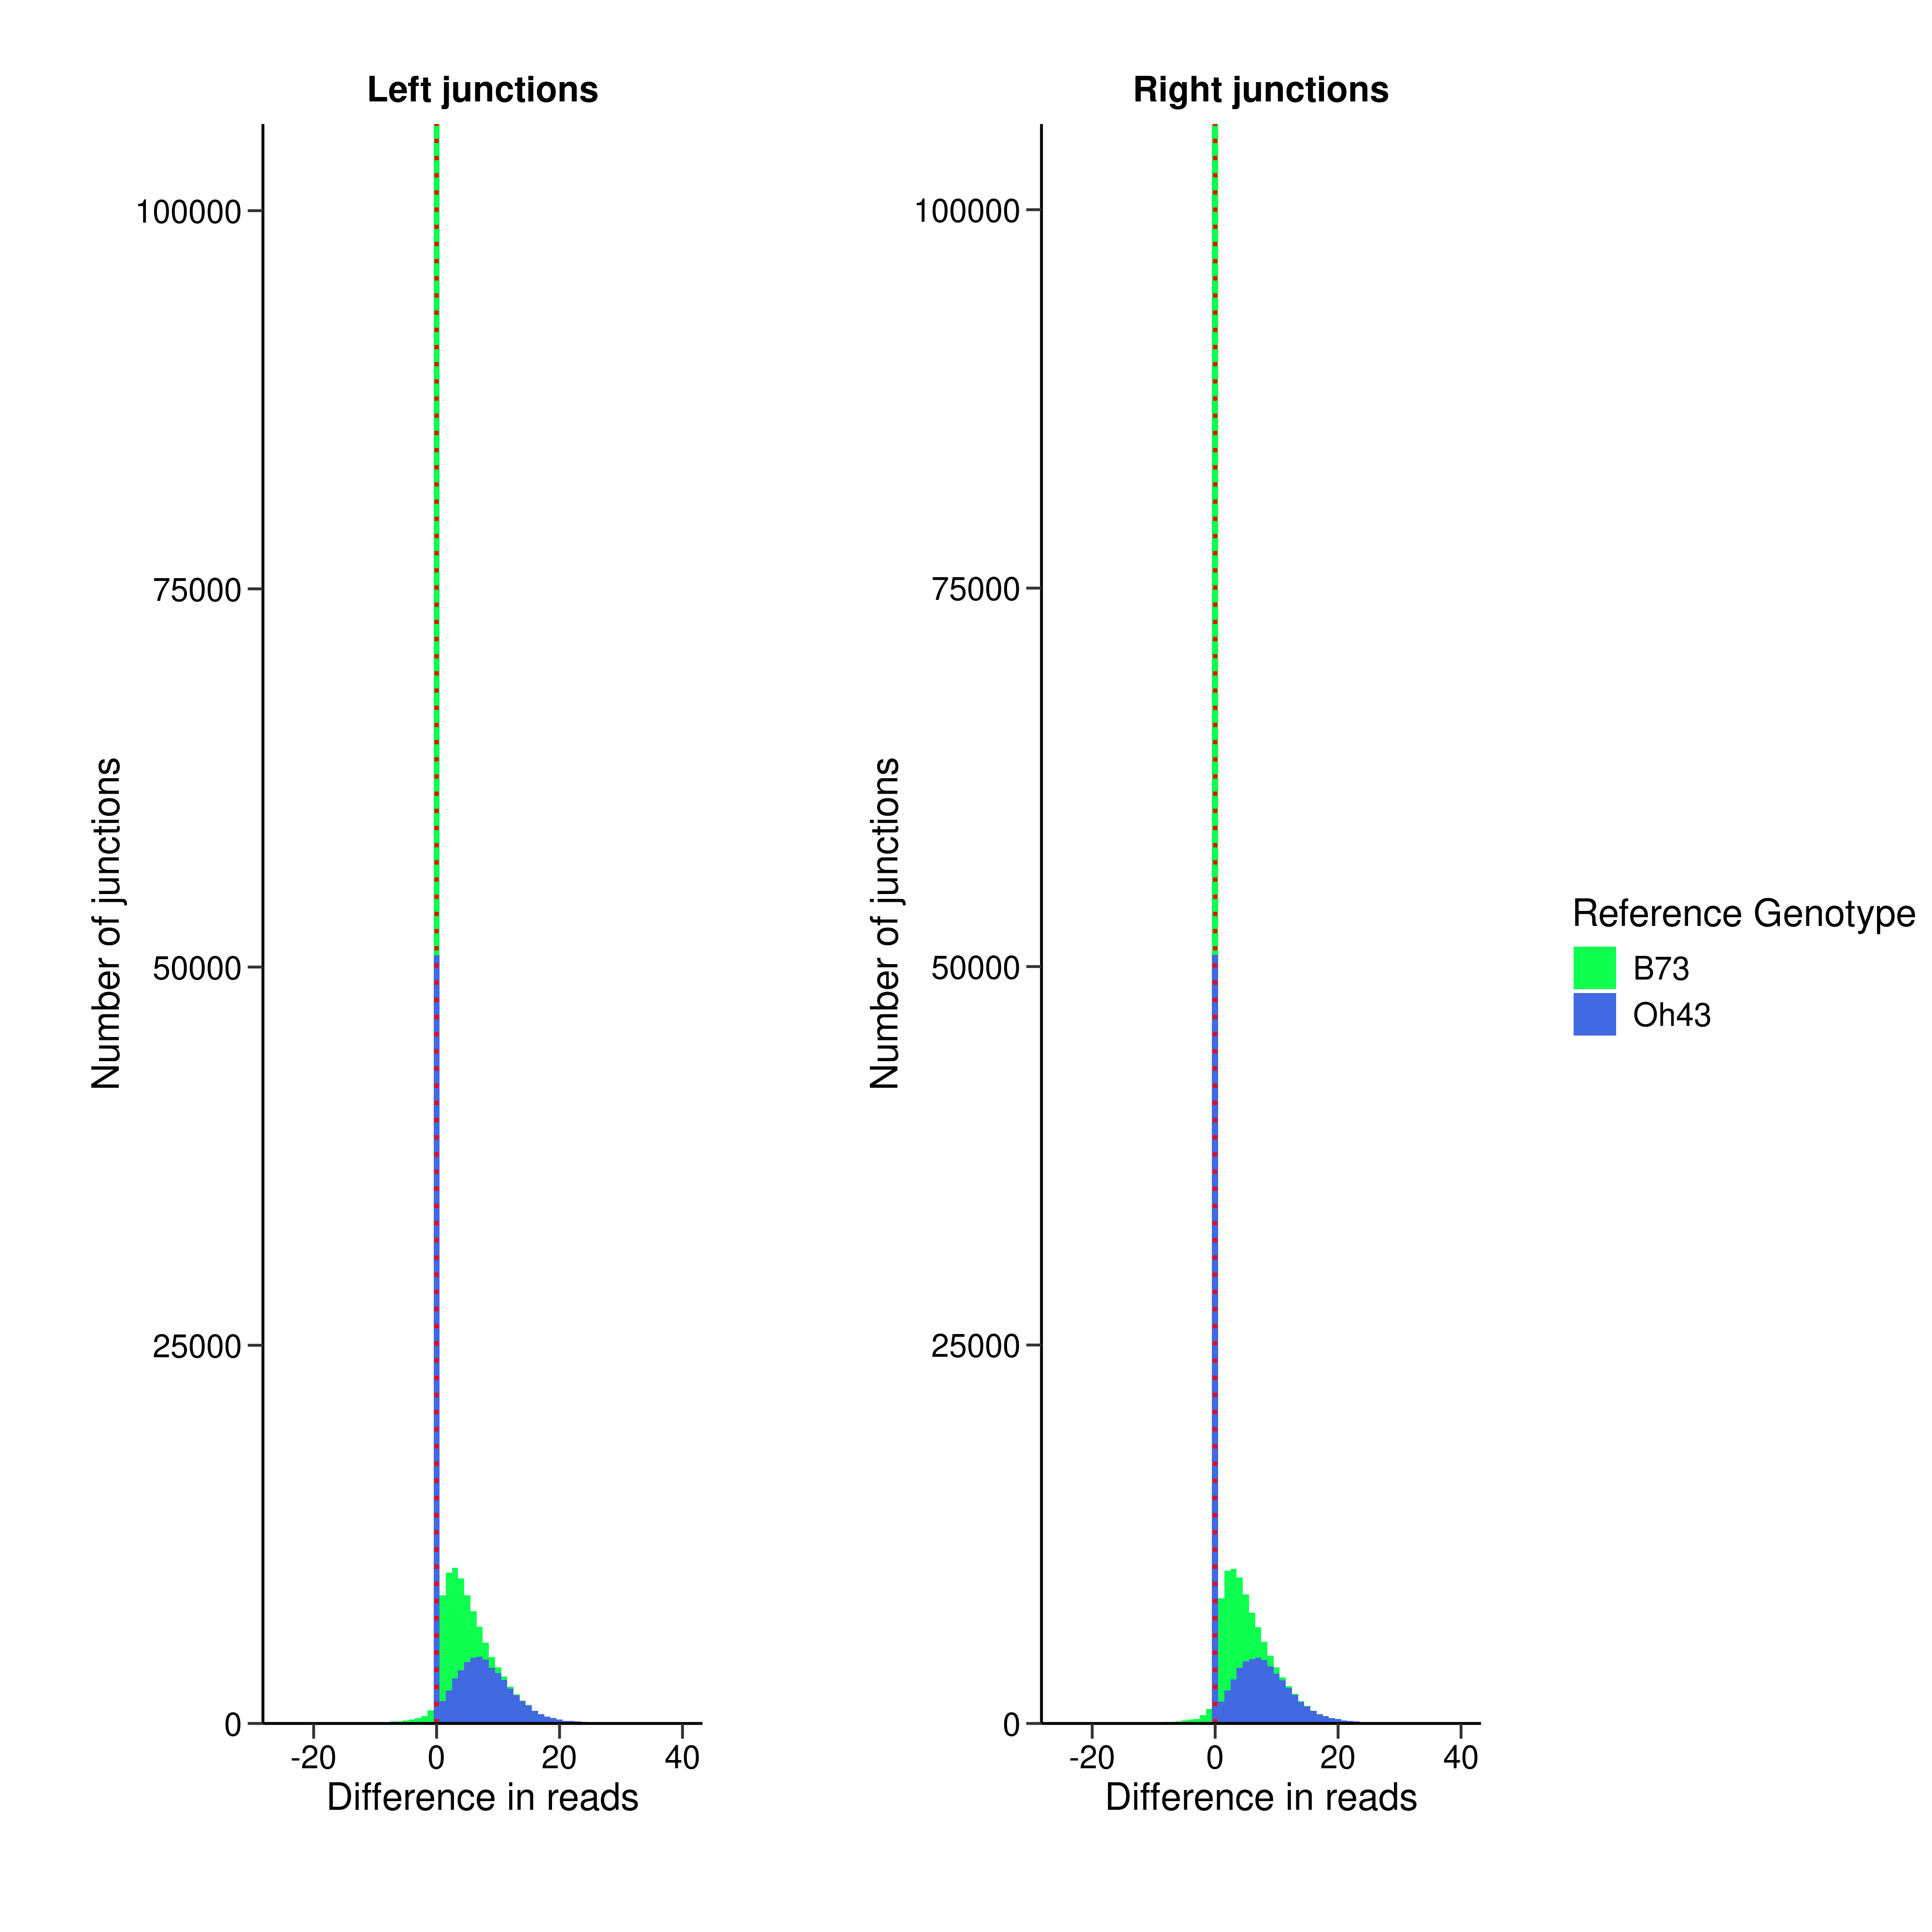 Left junctions
Number of junctions
100000
75000
50000
25000
0
-20 0 20 40
Difference in reads
Right junctions
Number of junctions
100000
75000
50000
25000
0
-20 0 20 40
Difference in reads
Reference Genotype
B73
Oh43